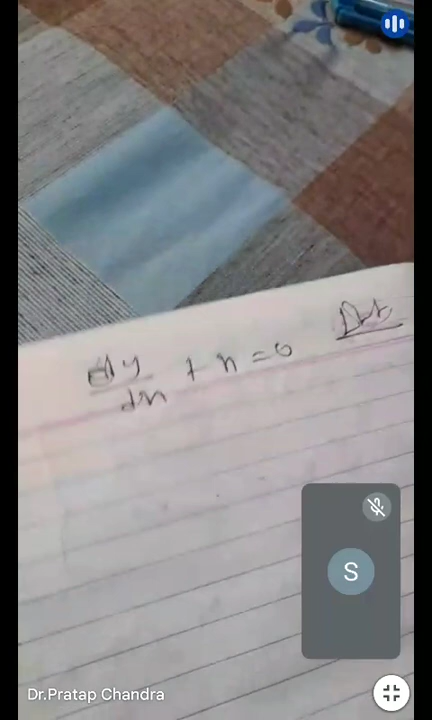 dy/dx + x = 0
S
Dr.Pratap Chandra